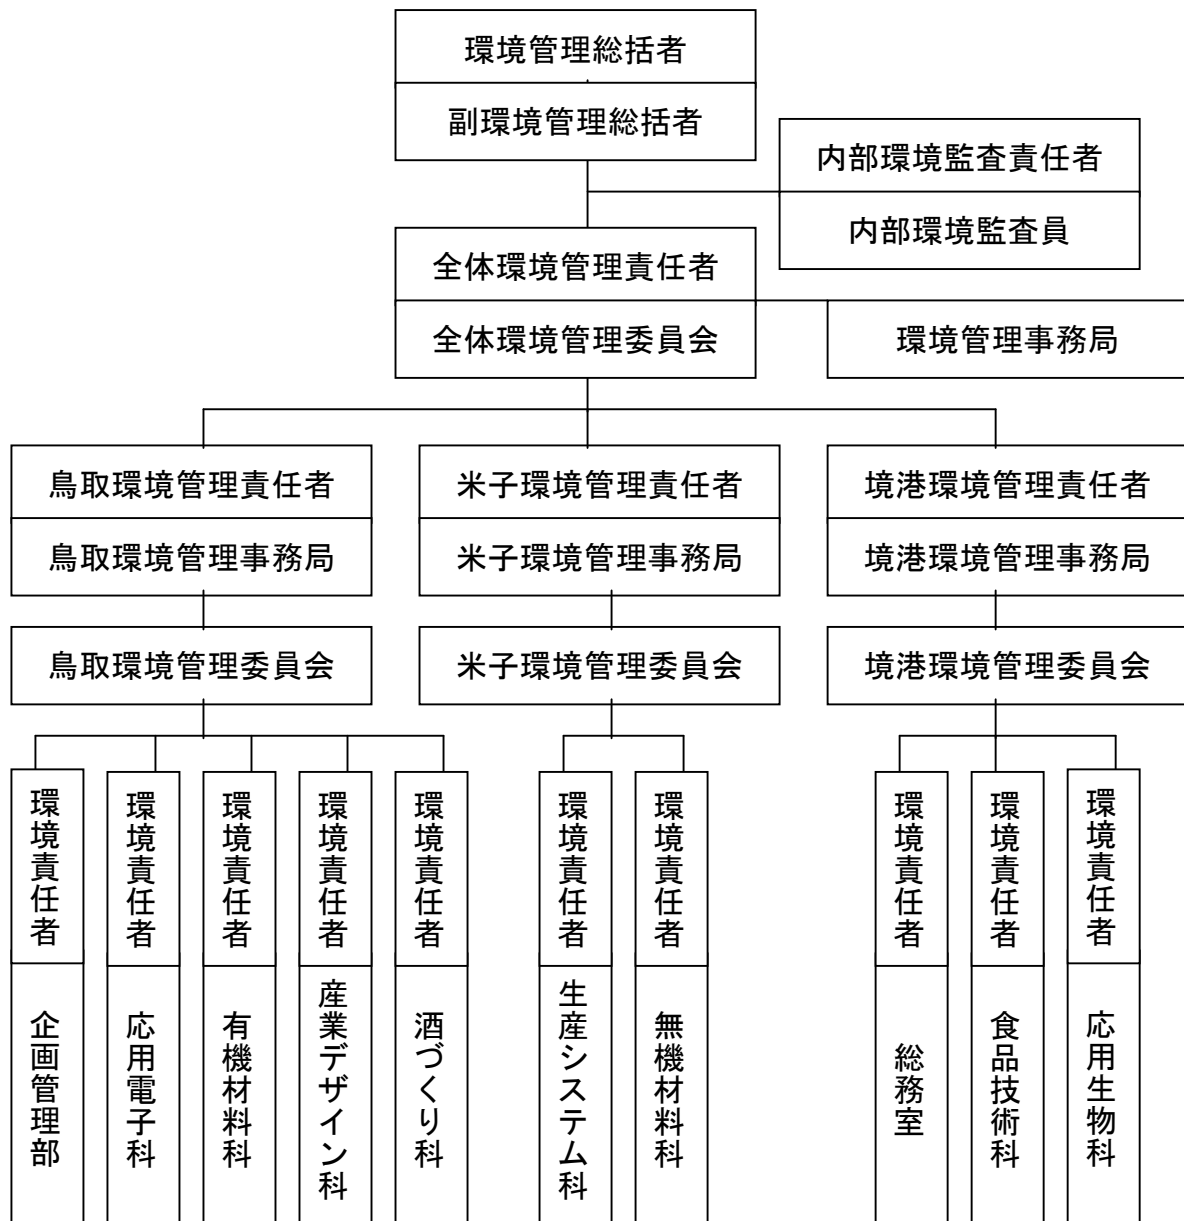 環境管理総括者
副環境管理総括者
内部環境監査責任者
内部環境監査員
全体環境管理責任者
全体環境管理委員会
環境管理事務局
鳥取環境管理責任者
鳥取環境管理事務局
米子環境管理責任者
米子環境管理事務局
境港環境管理責任者
境港環境管理事務局
鳥取環境管理委員会
米子環境管理委員会
境港環境管理委員会
環境責任者
企画管理部
環境責任者
応用電子科
環境責任者
有機材料科
環境責任者
産業デザイン科
環境責任者
酒づくり科
環境責任者
生産システム科
環境責任者
無機材料科
環境責任者
総務室
環境責任者
食品技術科
環境責任者
応用生物科